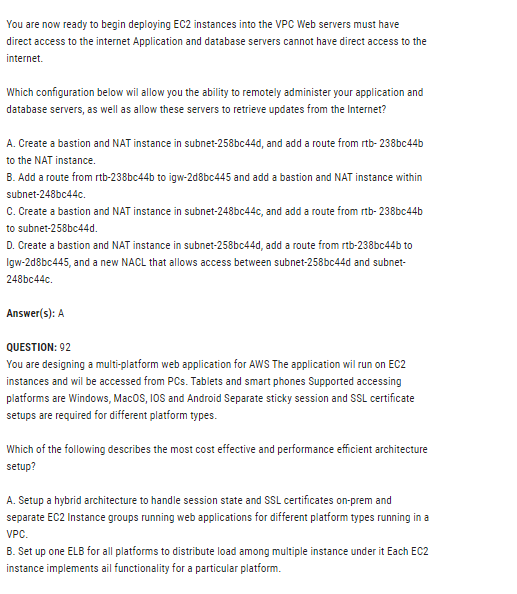 You are now ready to begin deploying EC2 instances into the VPC Web servers must have
direct access to the internet Application and database servers cannot have direct access to the
internet.
Which configuration below wil allow you the ability to remotely administer your application and
database servers, as well as allow these servers to retrieve updates from the Internet?
A. Create a bastion and NAT instance in subnet-258bc44d, and add a route from rtb- 238bc44b
to the NAT instance.
B. Add a route from rtb-238bc44b to igw-2d8bc445 and add a bastion and NAT instance within
subnet-248bc44c.
C. Create a bastion and NAT instance in subnet-248bc44c, and add a route from rtb- 238bc44b
to subnet-258bc44d.
D. Create a bastion and NAT instance in subnet-258bc44d, add a route from rtb-238bc44b to
Igw-2d8bc445, and a new NACL that allows access between subnet-258bc44d and subnet-
248bc44c.
Answer(s): A
QUESTION: 92
You are designing a multi-platform web application for AWS The application wil run on EC2
instances and wil be accessed from PCs. Tablets and smart phones Supported accessing
platforms are Windows, MacOS, IOS and Android Separate sticky session and SSL certificate
setups are required for different platform types.
Which of the following describes the most cost effective and performance efficient architecture
setup?
A. Setup a hybrid architecture to handle session state and SSL certificates on-prem and
separate EC2 Instance groups running web applications for different platform types running in a
VPC.
B. Set up one ELB for all platforms to distribute load among multiple instance under it Each EC2
instance implements ail functionality for a particular platform.